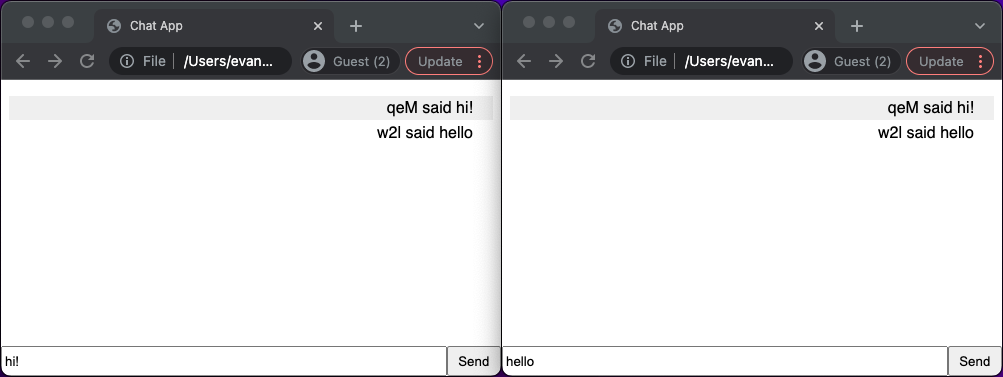 Chat App
File
/Users/evan...
Guest (2)
Update
qeM said hi!
w2l said hello
hi!
Send
Chat App
File
/Users/evan...
Guest (2)
Update
qeM said hi!
w2l said hello
hello
Send